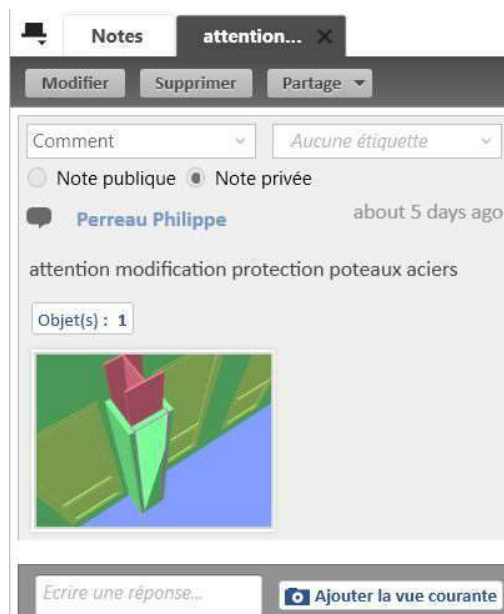 Notes attention...
Modifier Supprimer Partage
Comment Aucune étiquette
Note publique Note privée
Perreau Philippe about 5 days ago
attention modification protection poteaux aciers
Objet(s) : 1
Ecrire une réponse... Ajouter la vue courante